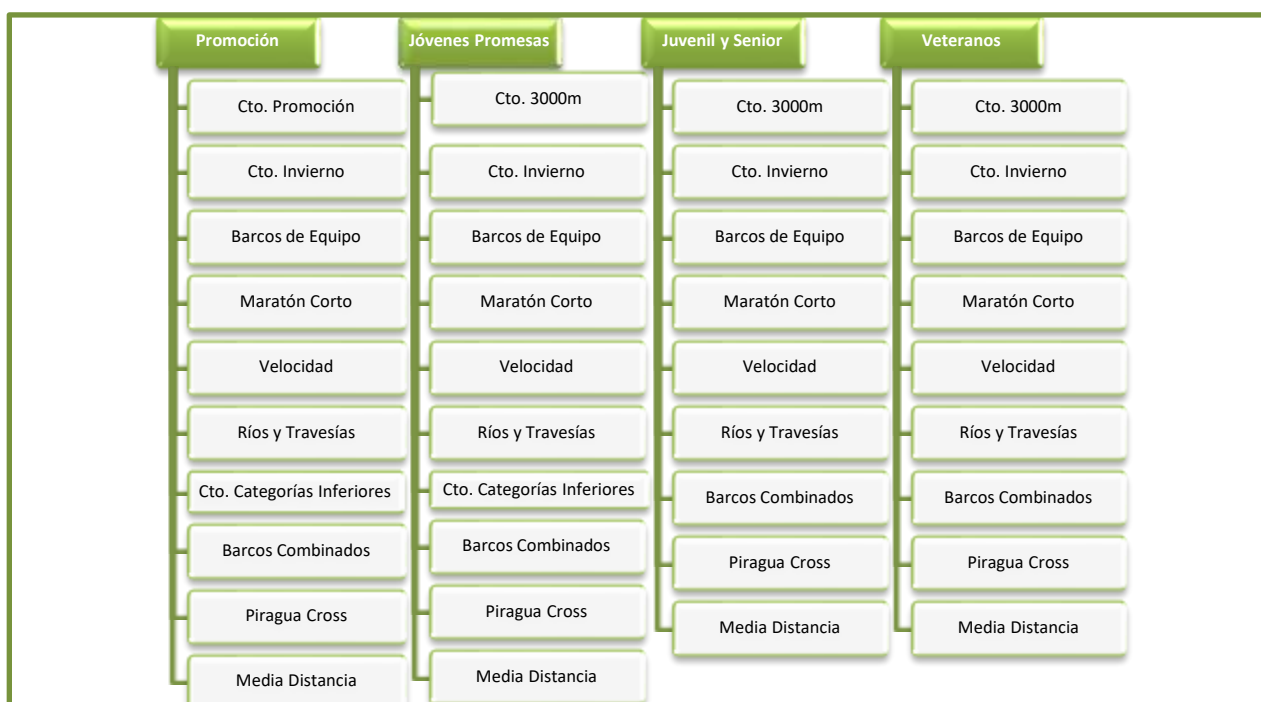 Promoción
Cto. Promoción
Cto. Invierno
Barcos de Equipo
Maratón Corto
Velocidad
Ríos y Travesías
Cto. Categorías Inferiores
Barcos Combinados
Piragua Cross
Media Distancia
Jóvenes Promesas
Cto. 3000m
Cto. Invierno
Barcos de Equipo
Maratón Corto
Velocidad
Ríos y Travesías
Cto. Categorías Inferiores
Barcos Combinados
Piragua Cross
Media Distancia
Juvenil y Senior
Cto. 3000m
Cto. Invierno
Barcos de Equipo
Maratón Corto
Velocidad
Ríos y Travesías
Barcos Combinados
Piragua Cross
Media Distancia
Veteranos
Cto. 3000m
Cto. Invierno
Barcos de Equipo
Maratón Corto
Velocidad
Ríos y Travesías
Barcos Combinados
Piragua Cross
Media Distancia